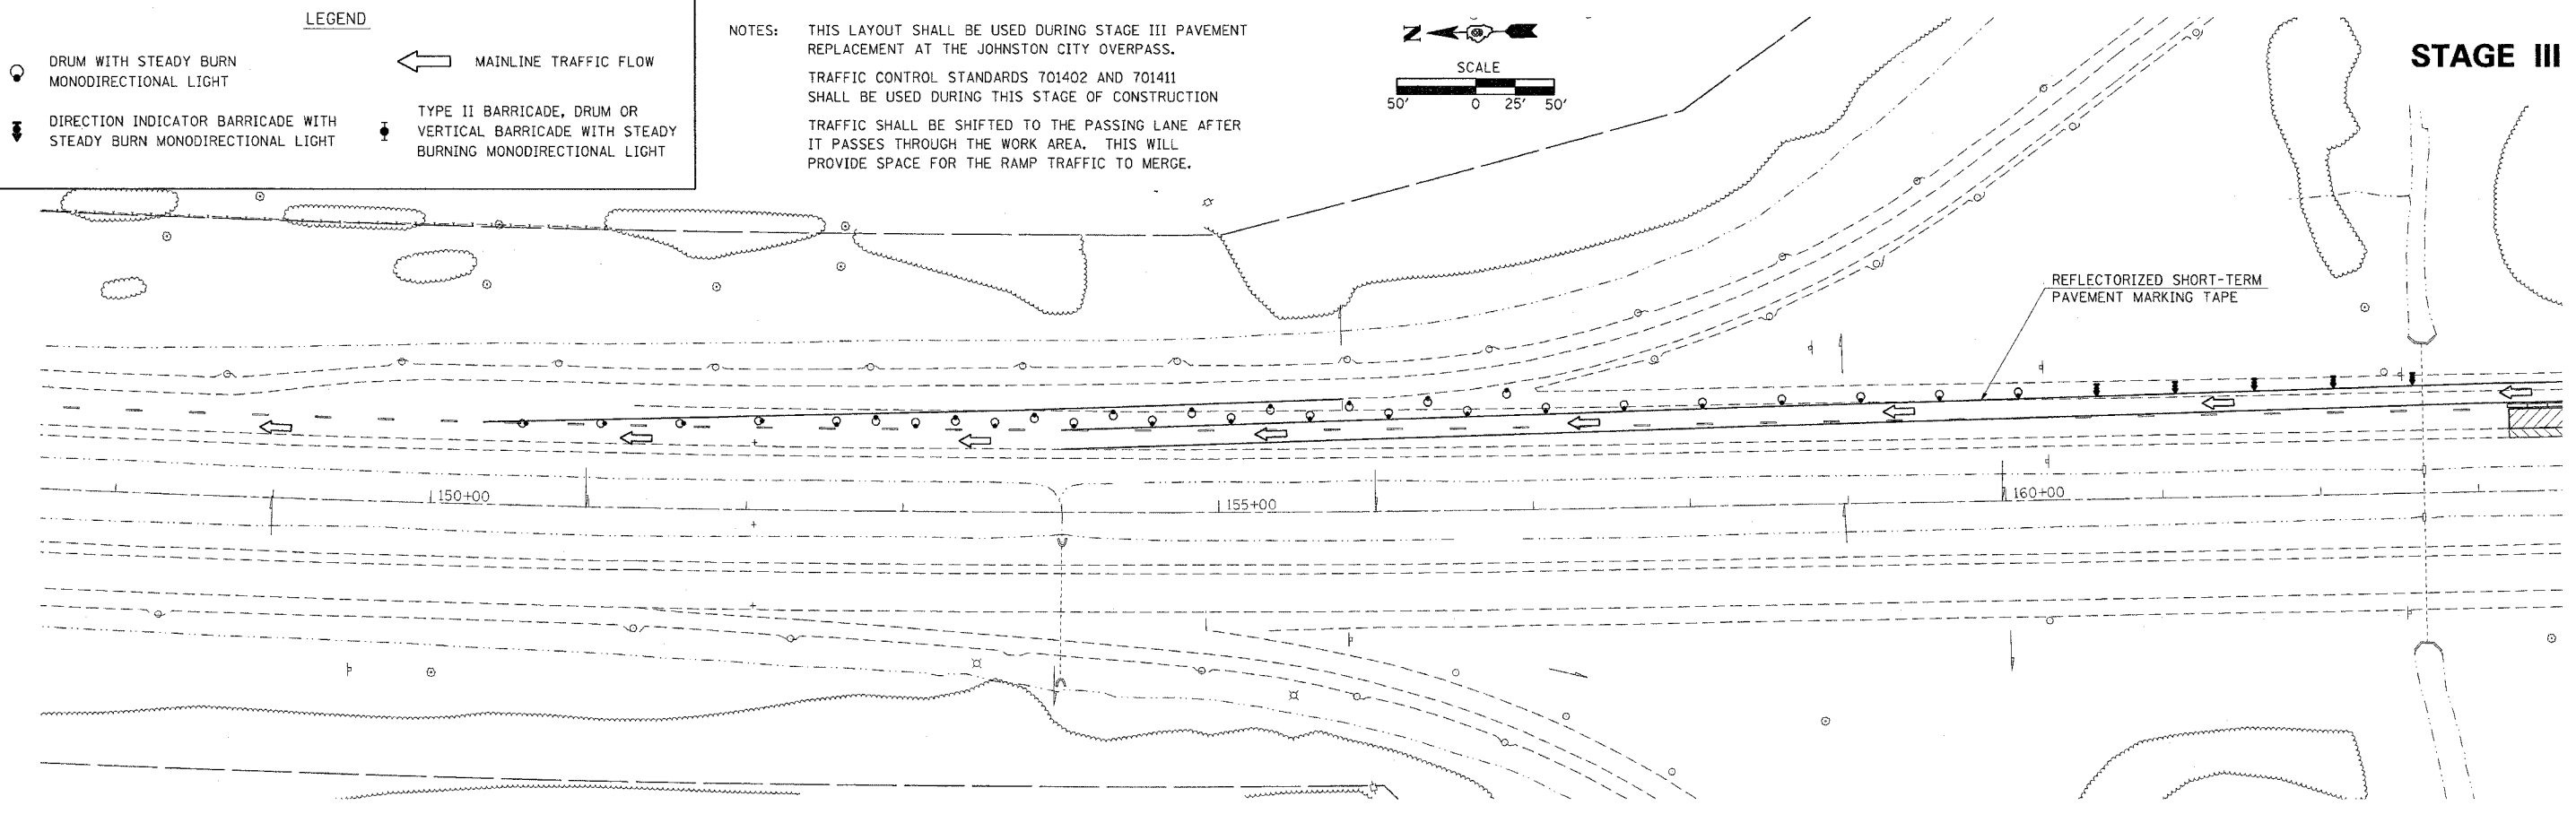 LEGEND
DRUM WITH STEADY BURN
MONODIRECTIONAL LIGHT
MAINLINE TRAFFIC FLOW
DIRECTION INDICATOR BARRICADE WITH
STEADY BURN MONODIRECTIONAL LIGHT
TYPE II BARRICADE, DRUM OR
VERTICAL BARRICADE WITH STEADY
BURNING MONODIRECTIONAL LIGHT
NOTES: THIS LAYOUT SHALL BE USED DURING STAGE III PAVEMENT
REPLACEMENT AT THE JOHNSTON CITY OVERPASS.
TRAFFIC CONTROL STANDARDS 701402 AND 701411
SHALL BE USED DURING THIS STAGE OF CONSTRUCTION
TRAFFIC SHALL BE SHIFTED TO THE PASSING LANE AFTER
IT PASSES THROUGH THE WORK AREA. THIS WILL
PROVIDE SPACE FOR THE RAMP TRAFFIC TO MERGE.
N
SCALE
50' 0 25' 50'
STAGE III
REFLECTORIZED SHORT-TERM
PAVEMENT MARKING TAPE
150+00
155+00
160+00